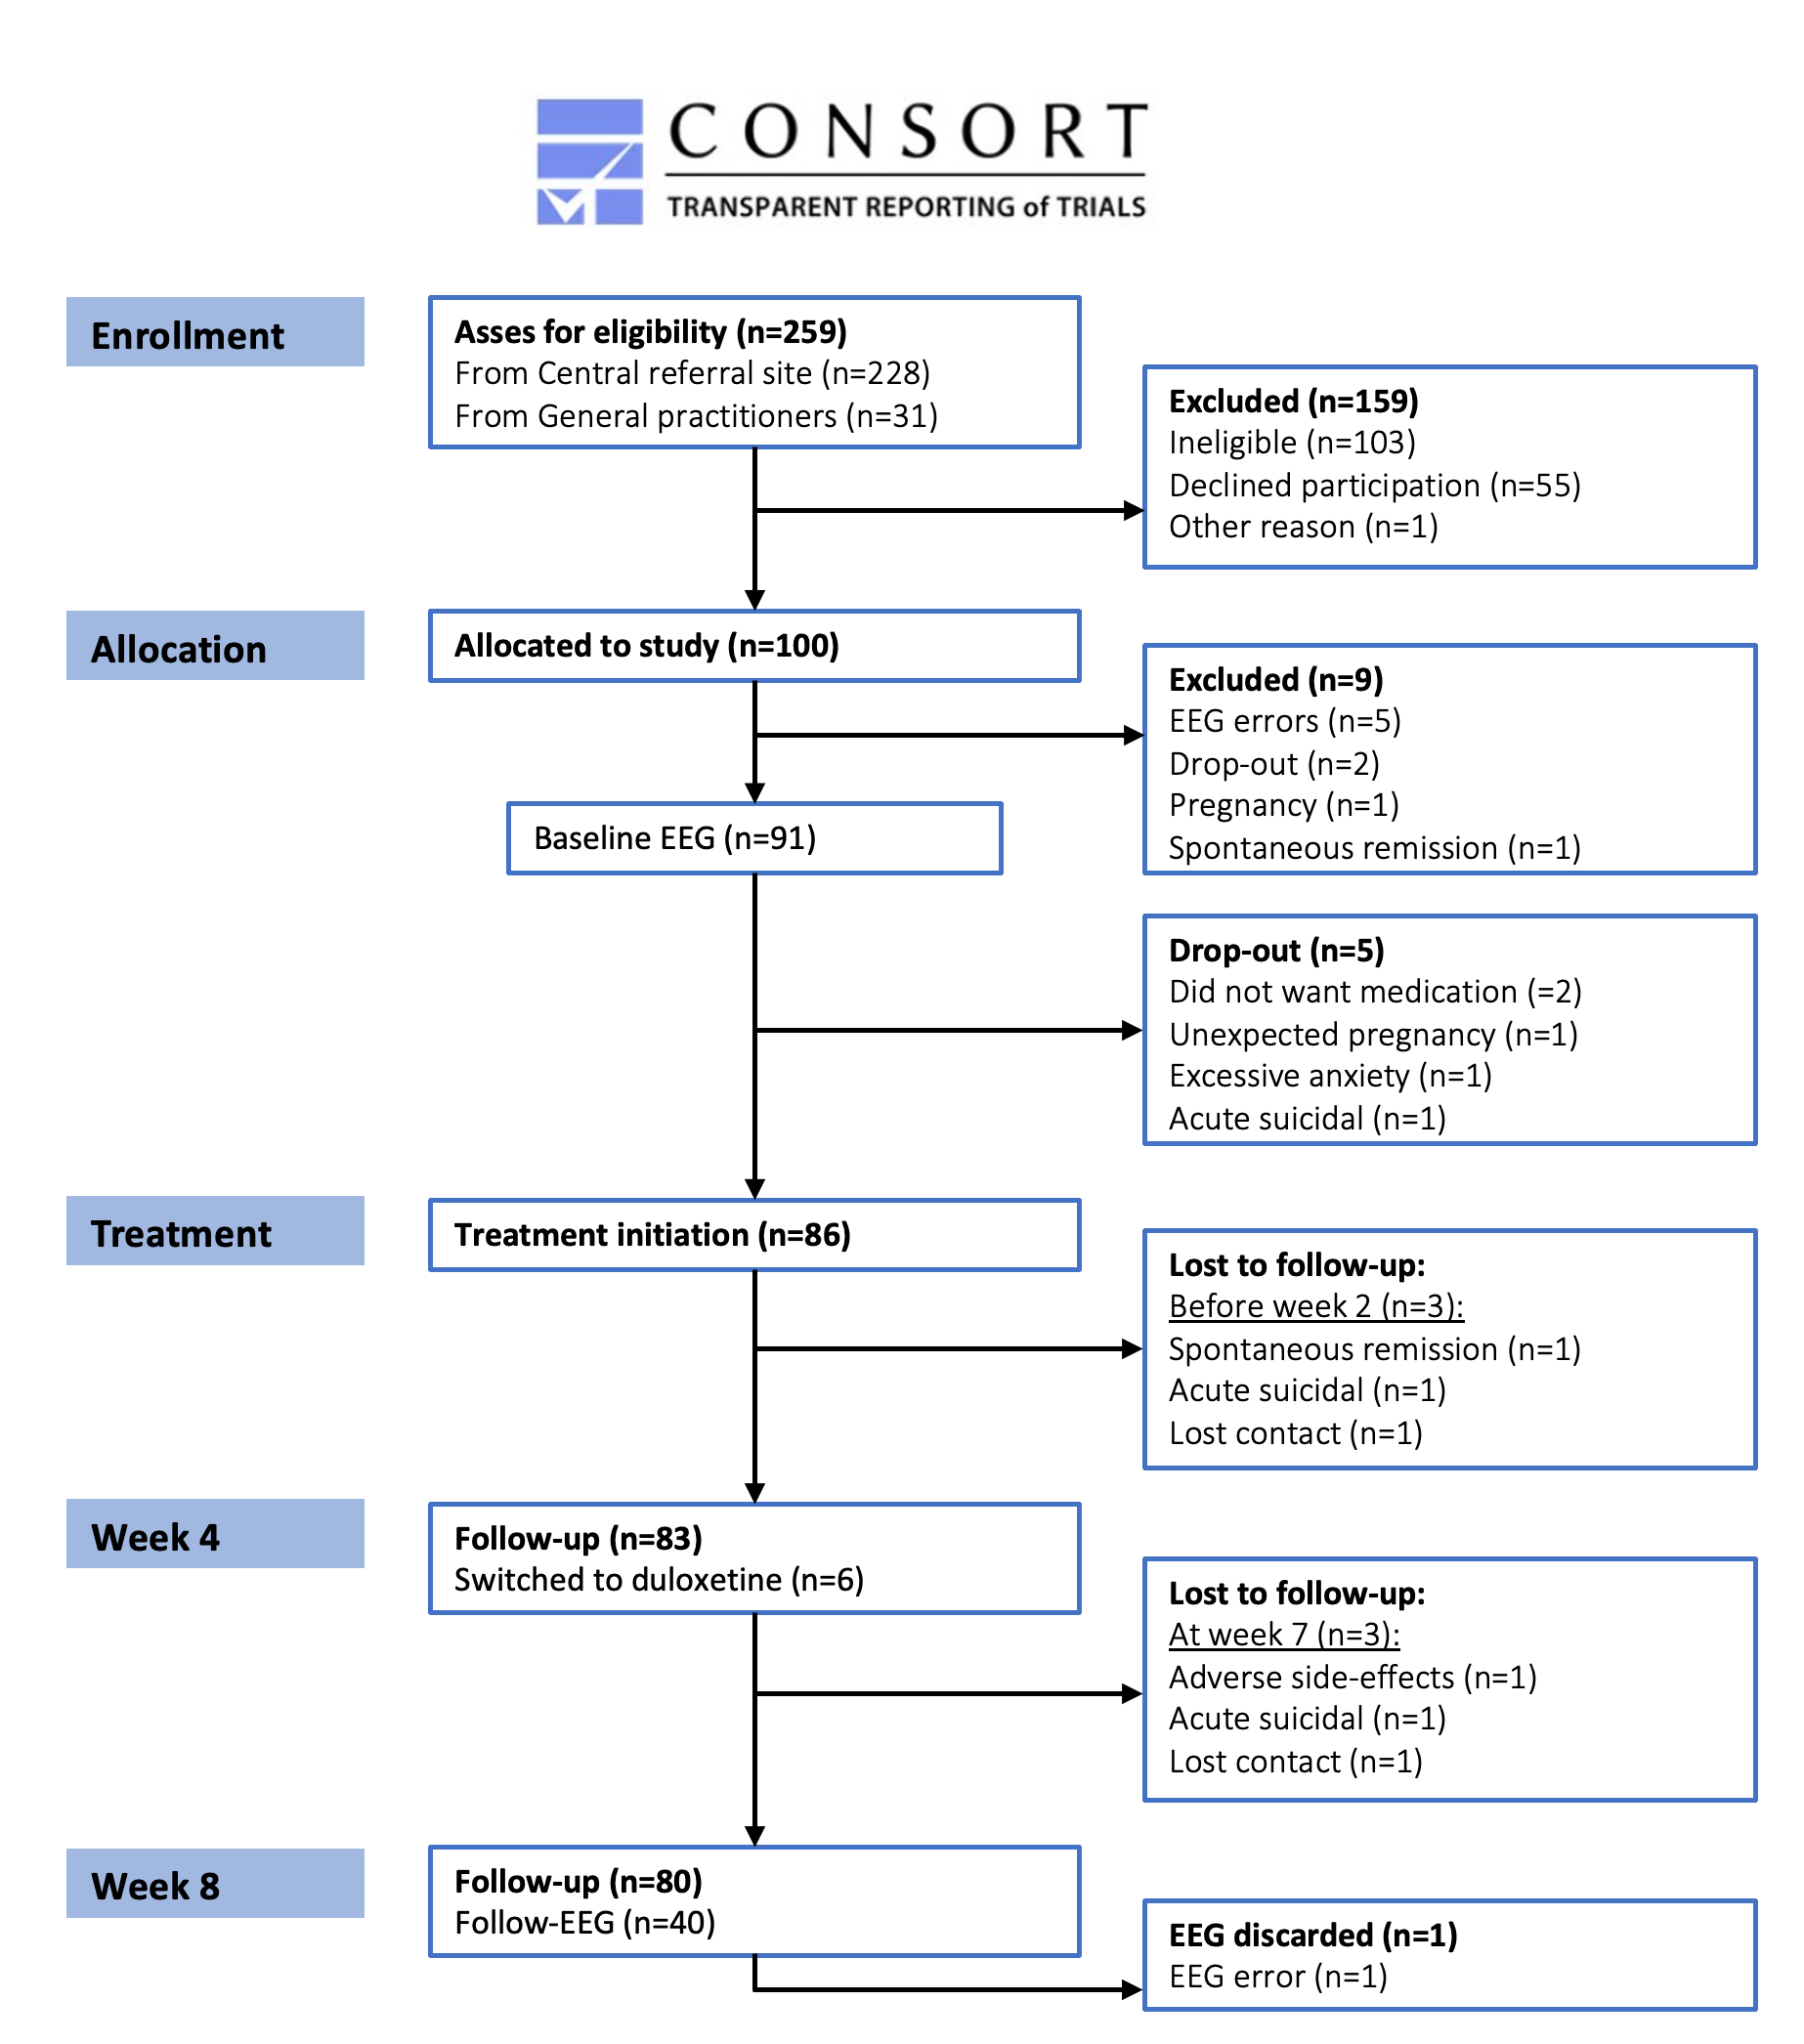 CONSORT
TRANSPARENT REPORTING of TRIALS
Enrollment
Asses for eligibility (n=259)
From Central referral site (n=228)
From General practitioners (n=31)
Excluded (n=159)
Ineligible (n=103)
Declined participation (n=55)
Other reason (n=1)
Allocation
Allocated to study (n=100)
Excluded (n=9)
EEG errors (n=5)
Drop-out (n=2)
Pregnancy (n=1)
Spontaneous remission (n=1)
Baseline EEG (n=91)
Drop-out (n=5)
Did not want medication (=2)
Unexpected pregnancy (n=1)
Excessive anxiety (n=1)
Acute suicidal (n=1)
Treatment
Treatment initiation (n=86)
Lost to follow-up:
Before week 2 (n=3):
Spontaneous remission (n=1)
Acute suicidal (n=1)
Lost contact (n=1)
Week 4
Follow-up (n=83)
Switched to duloxetine (n=6)
Lost to follow-up:
At week 7 (n=3):
Adverse side-effects (n=1)
Acute suicidal (n=1)
Lost contact (n=1)
Week 8
Follow-up (n=80)
Follow-EEG (n=40)
EEG discarded (n=1)
EEG error (n=1)